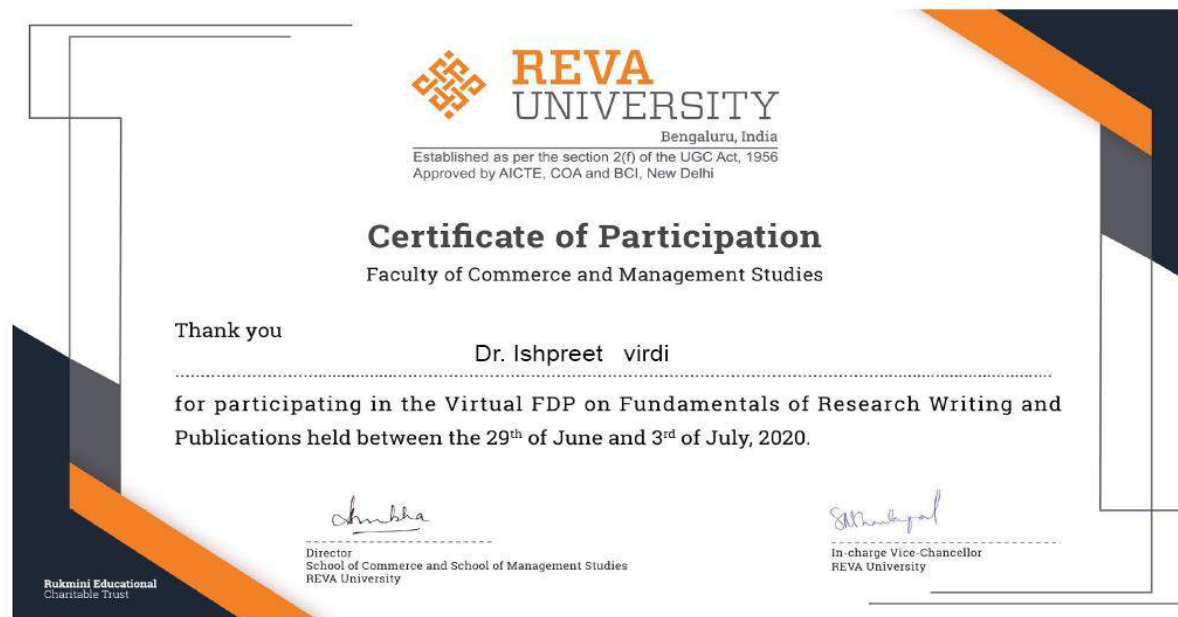 REVA
UNIVERSITY
Bengaluru, India
Established as per the section 2(f) of the UGC Act, 1956
Approved by AICTE, COA and BCI, New Delhi
Certificate of Participation
Faculty of Commerce and Management Studies
Thank you
Dr. Ishpreet virdi
for participating in the Virtual FDP on Fundamentals of Research Writing and
Publications held between the 29th of June and 3rd of July, 2020.
Director
School of Commerce and School of Management Studies
REVA University
In-charge Vice-Chancellor
REVA University
Rukmini Educational
Charitable Trust